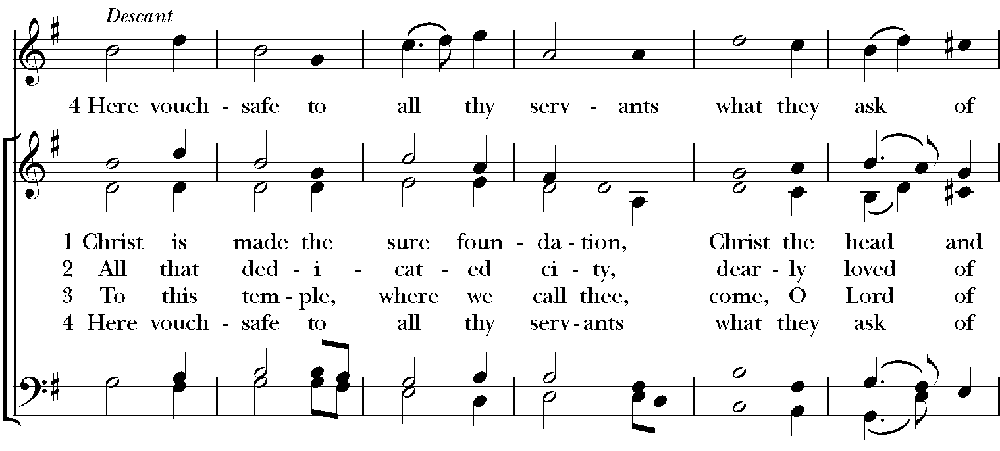 Descant
4 Here vouch - safe to all thy serv - ants what they ask of
1 Christ is made the sure foun - da - tion, Christ the head and
2 All that ded - i - cat - ed ci - ty, dear - ly loved of
3 To this tem - ple, where we call thee, come, O Lord of
4 Here vouch - safe to all thy serv - ants what they ask of